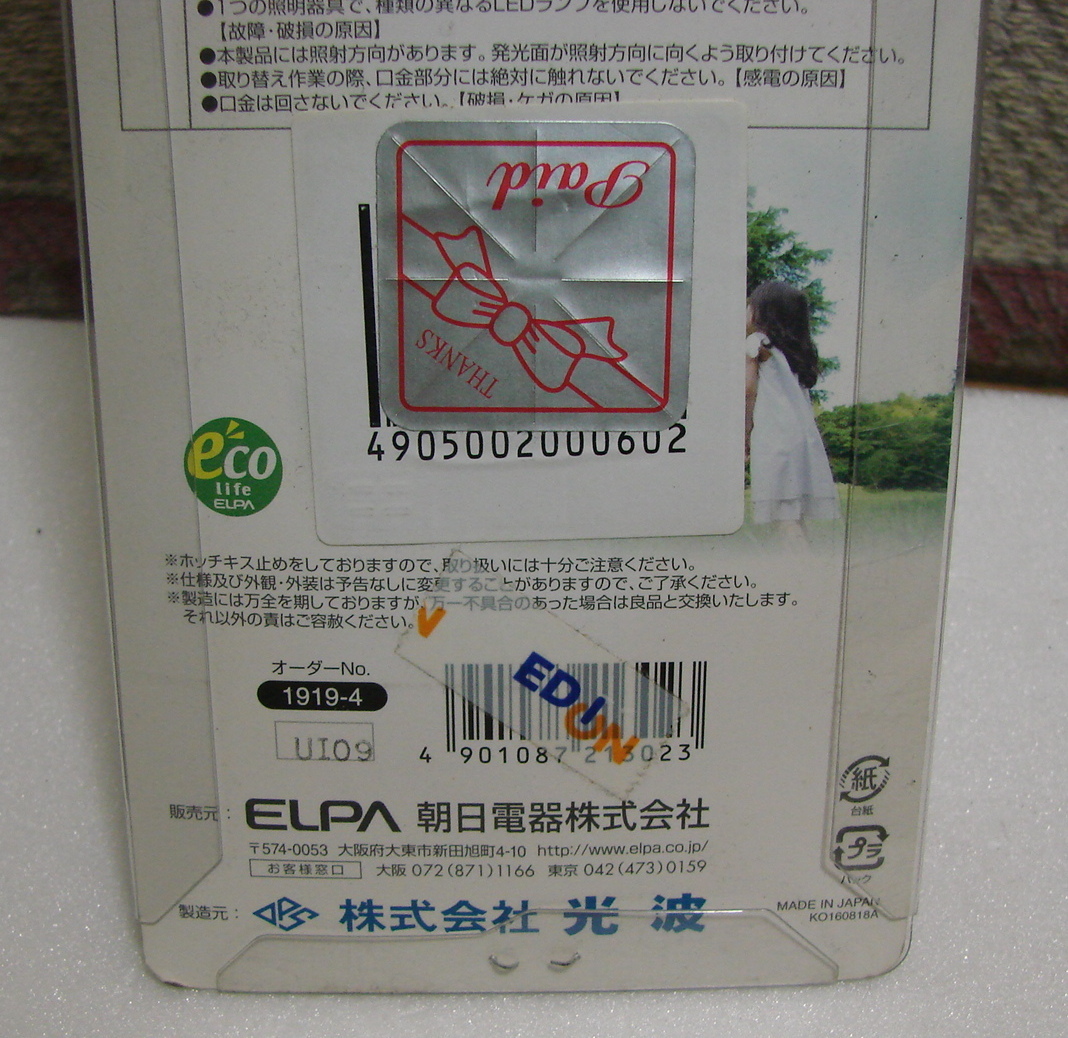 ●1つの照明器具で、種類の異なるLEDランプを使用しないでください。
【故障・破損の原因】
●本製品には照射方向があります。発光面が照射方向に向くよう取り付けてください。
●取り替え作業の際、口金部分には絶対に触れないでください。【感電の原因】
●口金は回さないでください。【破損・ケガの原因】
Paid
THANKS
4905002000602
eco
life
ELPA
※ホッチキス止めをしておりますので、取り扱いには十分ご注意ください。
※仕様及び外観・外装は予告なしに変更することがありますので、ご了承ください。
※製造には万全を期しておりますが、万一不具合のあった場合は良品と交換いたします。
それ以外の責はご容赦ください。
オーダーNo.
1919-4
UI09
EDION
4 901087 213023
販売元： ELPA 朝日電器株式会社
〒574-0053 大阪府大東市新田旭町4-10 http://www.elpa.co.jp/
お客様窓口 大阪 072(871)1166 東京 042(473)0159
製造元： 株式会社 光 波
紙
台紙
プラ
パック
MADE IN JAPAN
KO160818A